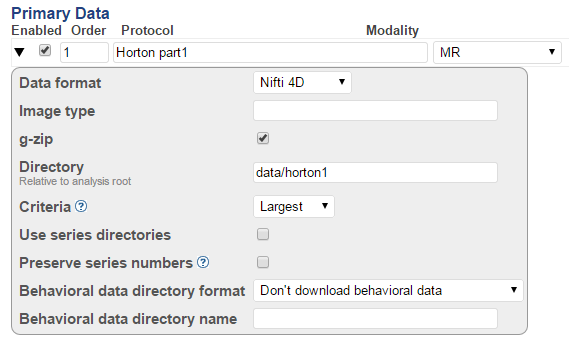 Primary Data
Enabled Order Protocol Modality
1 Horton part1 MR
Data format Nifti 4D
Image type
g-zip
Directory data/horton1
Relative to analysis root
Criteria ? Largest
Use series directories
Preserve series numbers ?
Behavioral data directory format Don't download behavioral data
Behavioral data directory name